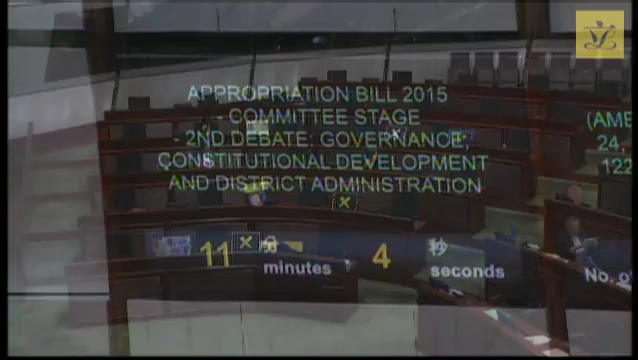 APPROPRIATION BILL 2015
- COMMITTEE STAGE
- 2ND DEBATE: GOVERNANCE,
CONSTITUTIONAL DEVELOPMENT
AND DISTRICT ADMINISTRATION
(AME
24,
122
11 minutes 4 seconds
No. o